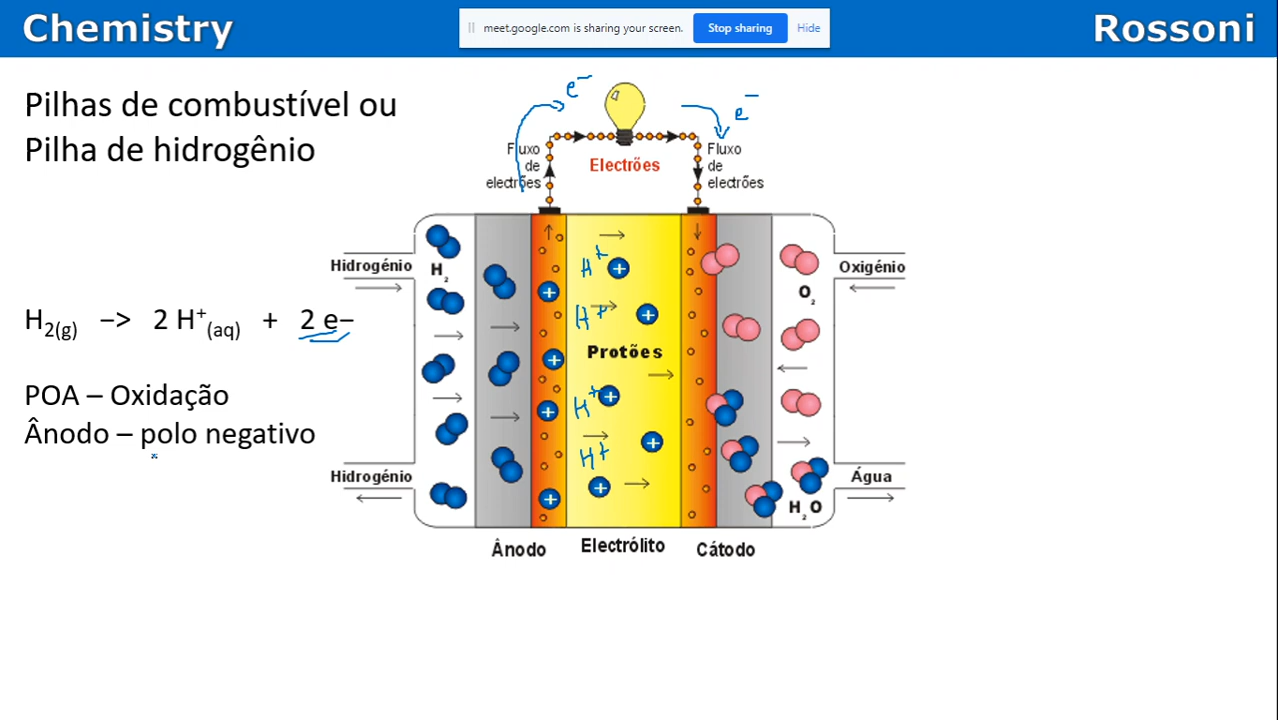 Chemistry
meet.google.com is sharing your screen.
Stop sharing
Hide
Rossoni
Pilhas de combustível ou
Pilha de hidrogênio
e⁻
e⁻
Fluxo
de
electrões
Electrões
Fluxo
de
electrões
Hidrogénio
H₂
H⁺
+
Oxigénio
O₂
+
H₂(g) −> 2 H⁺(aq) + 2 e−
H⁺
+
Protões
+
POA – Oxidação
H⁺
+
+
Ânodo – polo negativo
H⁺
+
Hidrogénio
+
+
Água
H₂O
Ânodo
Electrólito
Cátodo